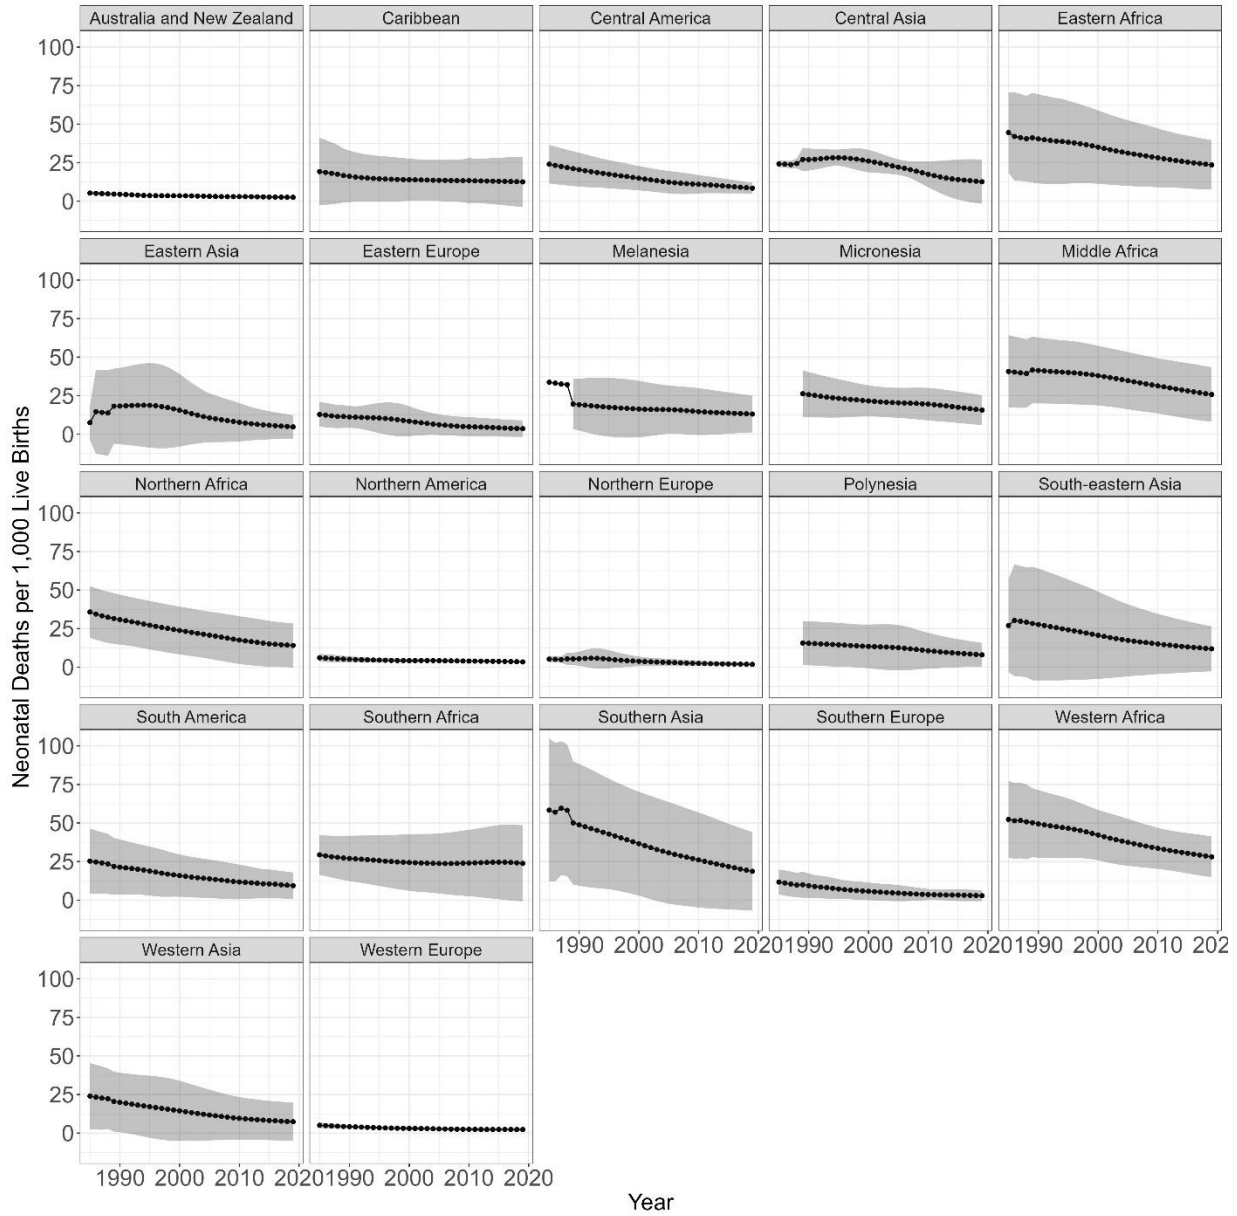 Australia and New Zealand Caribbean Central America Central Asia Eastern Africa
100
75
50
25
0
Eastern Asia Eastern Europe Melanesia Micronesia Middle Africa
100
75
50
25
0
Neonatal Deaths per 1,000 Live Births
Northern Africa Northern America Northern Europe Polynesia South-eastern Asia
100
75
50
25
0
South America Southern Africa Southern Asia Southern Europe Western Africa
100
75
50
25
0
1990 2000 2010 2020 1990 2000 2010 2020 1990 2000 2010 202
Western Asia Western Europe
100
75
50
25
0
1990 2000 2010 2020 1990 2000 2010 2020
Year